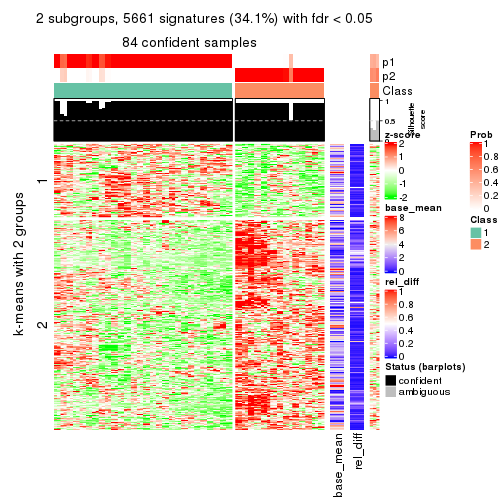 2 subgroups, 5661 signatures (34.1%) with fdr < 0.05
84 confident samples
p1
p2
Class
1
0.5
0
Silhouette
score
k-means with 2 groups
1
2
base_mean
rel_diff
z-score
2
1
0
-1
-2
base_mean
8
6
4
2
0
rel_diff
1
0.8
0.6
0.4
0.2
0
Status (barplots)
confident
ambiguous
Prob
1
0.8
0.6
0.4
0.2
0
Class
1
2